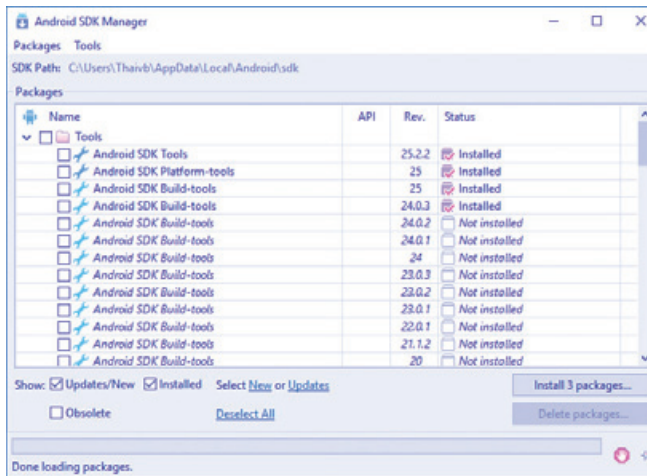 Android SDK Manager
Packages Tools
SDK Path: C:\Users\Thaivb\AppData\Local\Android\sdk
Packages
Name API Rev. Status
Tools
Android SDK Tools 25.2.2 Installed
Android SDK Platform-tools 25 Installed
Android SDK Build-tools 25 Installed
Android SDK Build-tools 24.0.3 Installed
Android SDK Build-tools 24.0.2 Not installed
Android SDK Build-tools 24.0.1 Not installed
Android SDK Build-tools 24 Not installed
Android SDK Build-tools 23.0.3 Not installed
Android SDK Build-tools 23.0.2 Not installed
Android SDK Build-tools 23.0.1 Not installed
Android SDK Build-tools 22.0.1 Not installed
Android SDK Build-tools 21.1.2 Not installed
Android SDK Build-tools 20 Not installed
Show: Updates/New Installed Select New or Updates Install 3 packages...
Obsolete Deselect All Delete packages...
Done loading packages.